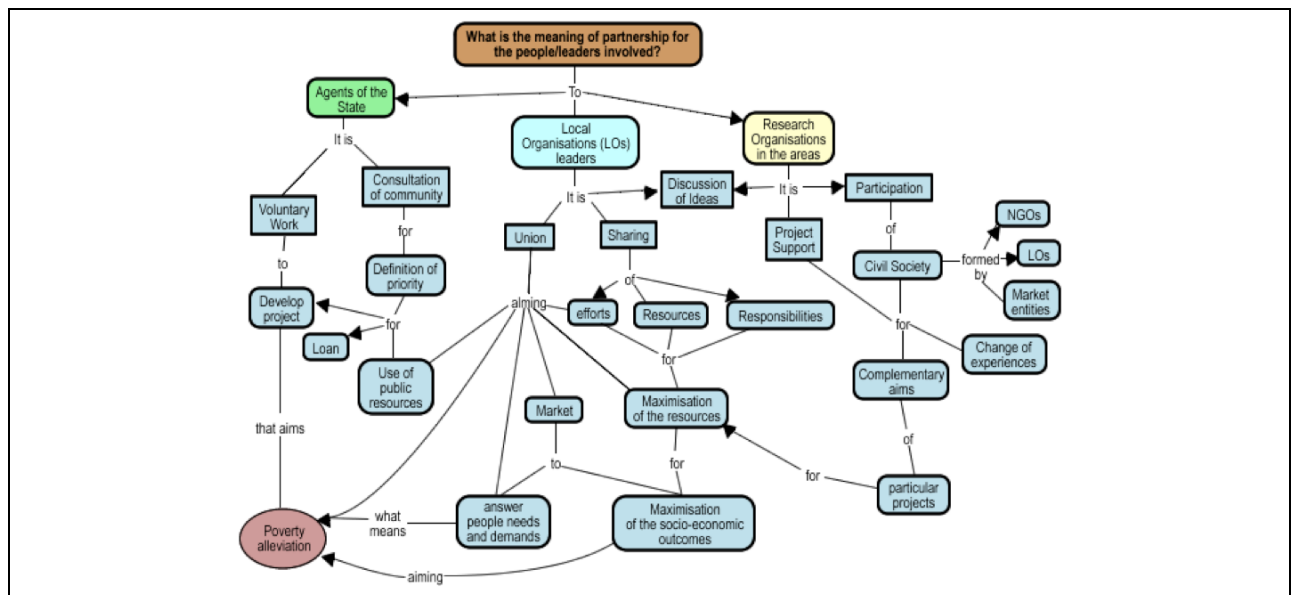 What is the meaning of partnership for
the people/leaders involved?
To
Agents of the
State
Local
Organisations (LOs)
leaders
Research
Organisations
in the areas
It is
It is
It is
Voluntary
Work
Consultation
of community
Discussion
of Ideas
Participation
Union
Sharing
Project
Support
of
NGOs
LOs
Market
entities
formed
by
Civil Society
to
for
Definition of
priority
of
Develop
project
aiming
efforts
Resources
Responsibilities
for
Loan
for
for
Change of
experiences
Use of
public
resources
Complementary
aims
Market
Maximisation
of the resources
that aims
of
to
for
for
particular
projects
answer
people needs
and demands
Maximisation
of the socio-economic
outcomes
what
means
Poverty
alleviation
aiming